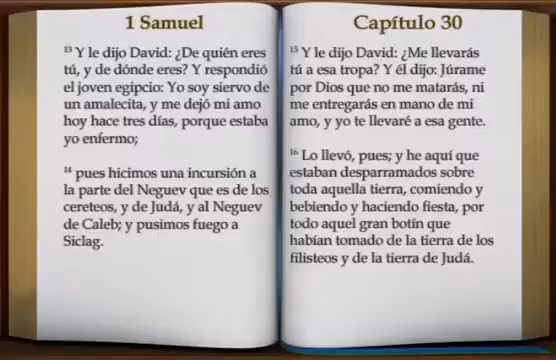 1 Samuel
¹³ Y le dijo David: ¿De quién eres
tú, y de dónde eres? Y respondió
el joven egipcio: Yo soy siervo de
un amalecita, y me dejó mi amo
hoy hace tres días, porque estaba
yo enfermo;
¹⁴ pues hicimos una incursión a
la parte del Neguev que es de los
cereteos, y de Judá, y al Neguev
de Caleb; y pusimos fuego a
Siclag.
Capítulo 30
¹⁵ Y le dijo David: ¿Me llevarás
tú a esa tropa? Y él dijo: Júrame
por Dios que no me matarás, ni
me entregarás en mano de mi
amo, y yo te llevaré a esa gente.
¹⁶ Lo llevó, pues; y he aquí que
estaban desparramados sobre
toda aquella tierra, comiendo y
bebiendo y haciendo fiesta, por
todo aquel gran botín que
habían tomado de la tierra de los
filisteos y de la tierra de Judá.